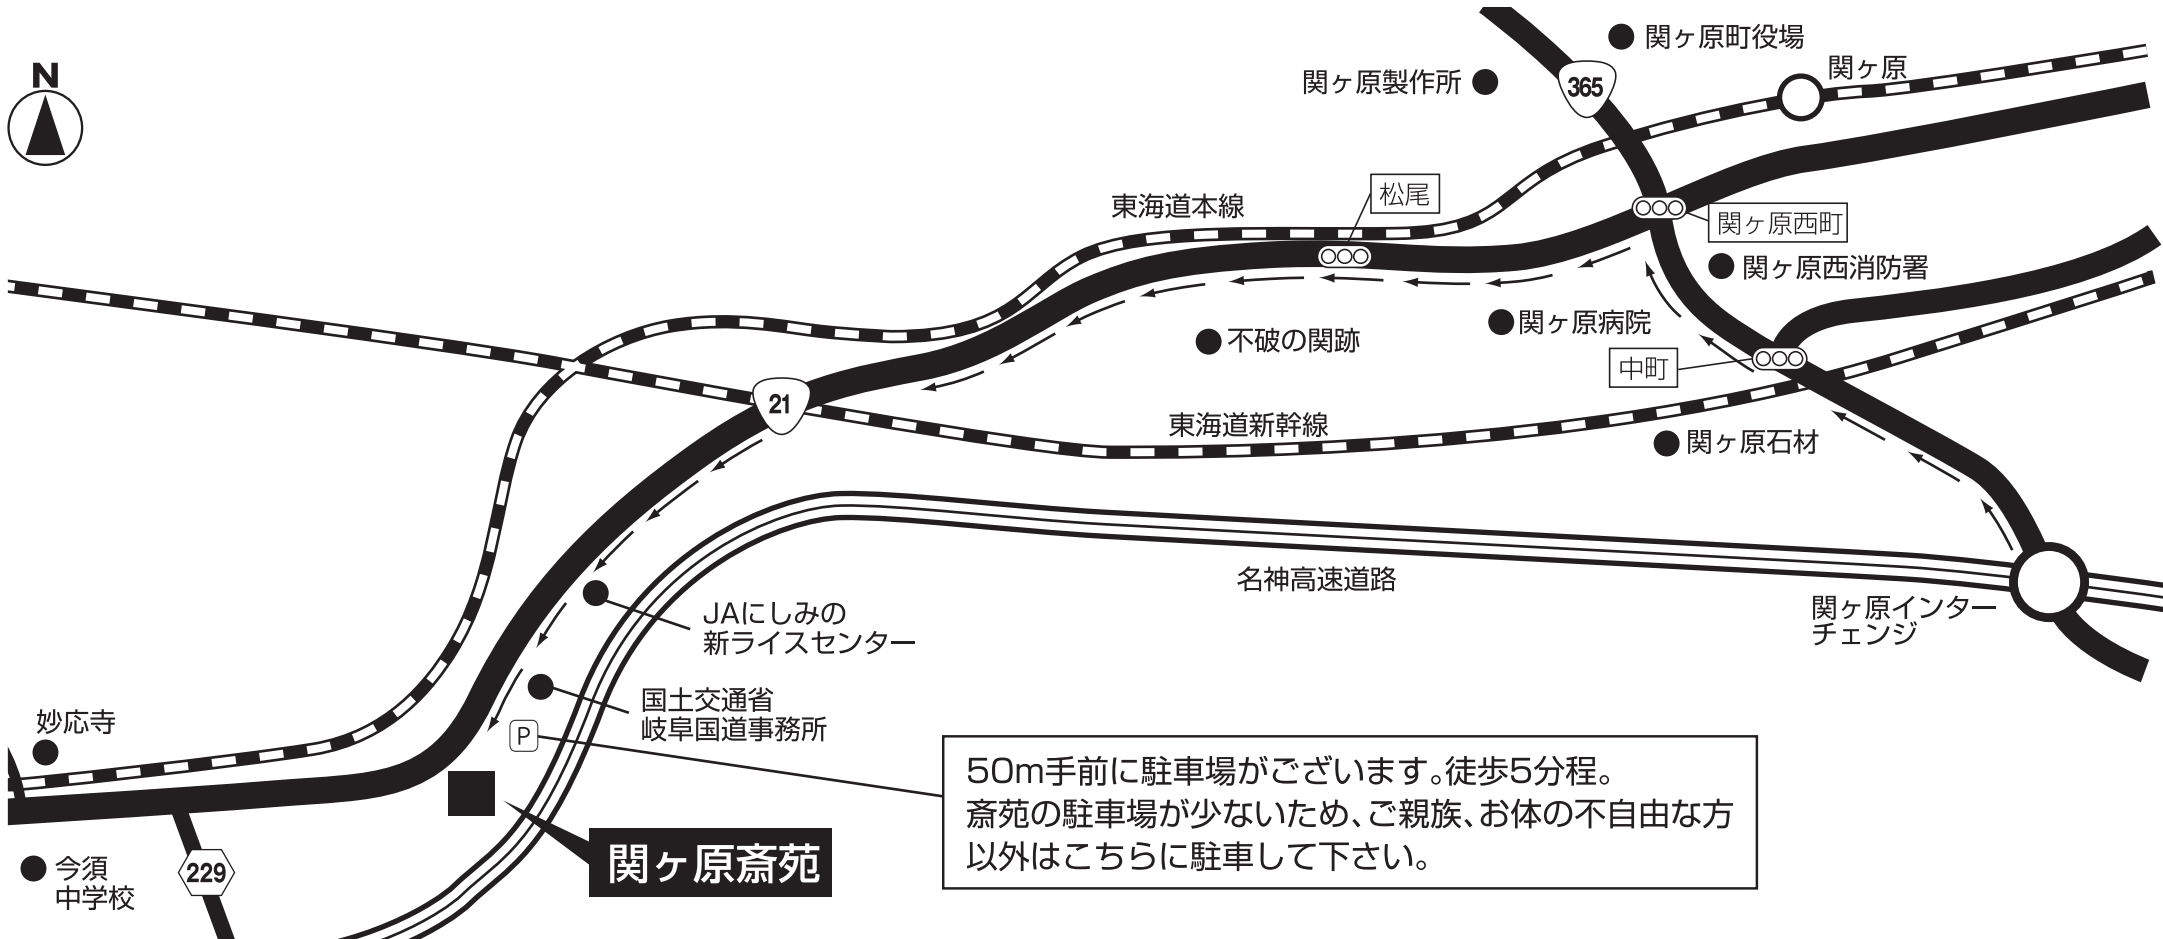 N
関ヶ原町役場
関ヶ原製作所
365
関ヶ原
東海道本線
松尾
関ヶ原西町
関ヶ原西消防署
関ヶ原病院
不破の関跡
中町
21
東海道新幹線
関ヶ原石材
名神高速道路
関ヶ原インター
チェンジ
JAにしみの
新ライスセンター
国土交通省
岐阜国道事務所
妙応寺
P
50m手前に駐車場がございます。徒歩5分程。
斎苑の駐車場が少ないため、ご親族、お体の不自由な方
以外はこちらに駐車して下さい。
関ヶ原斎苑
今須
中学校
229